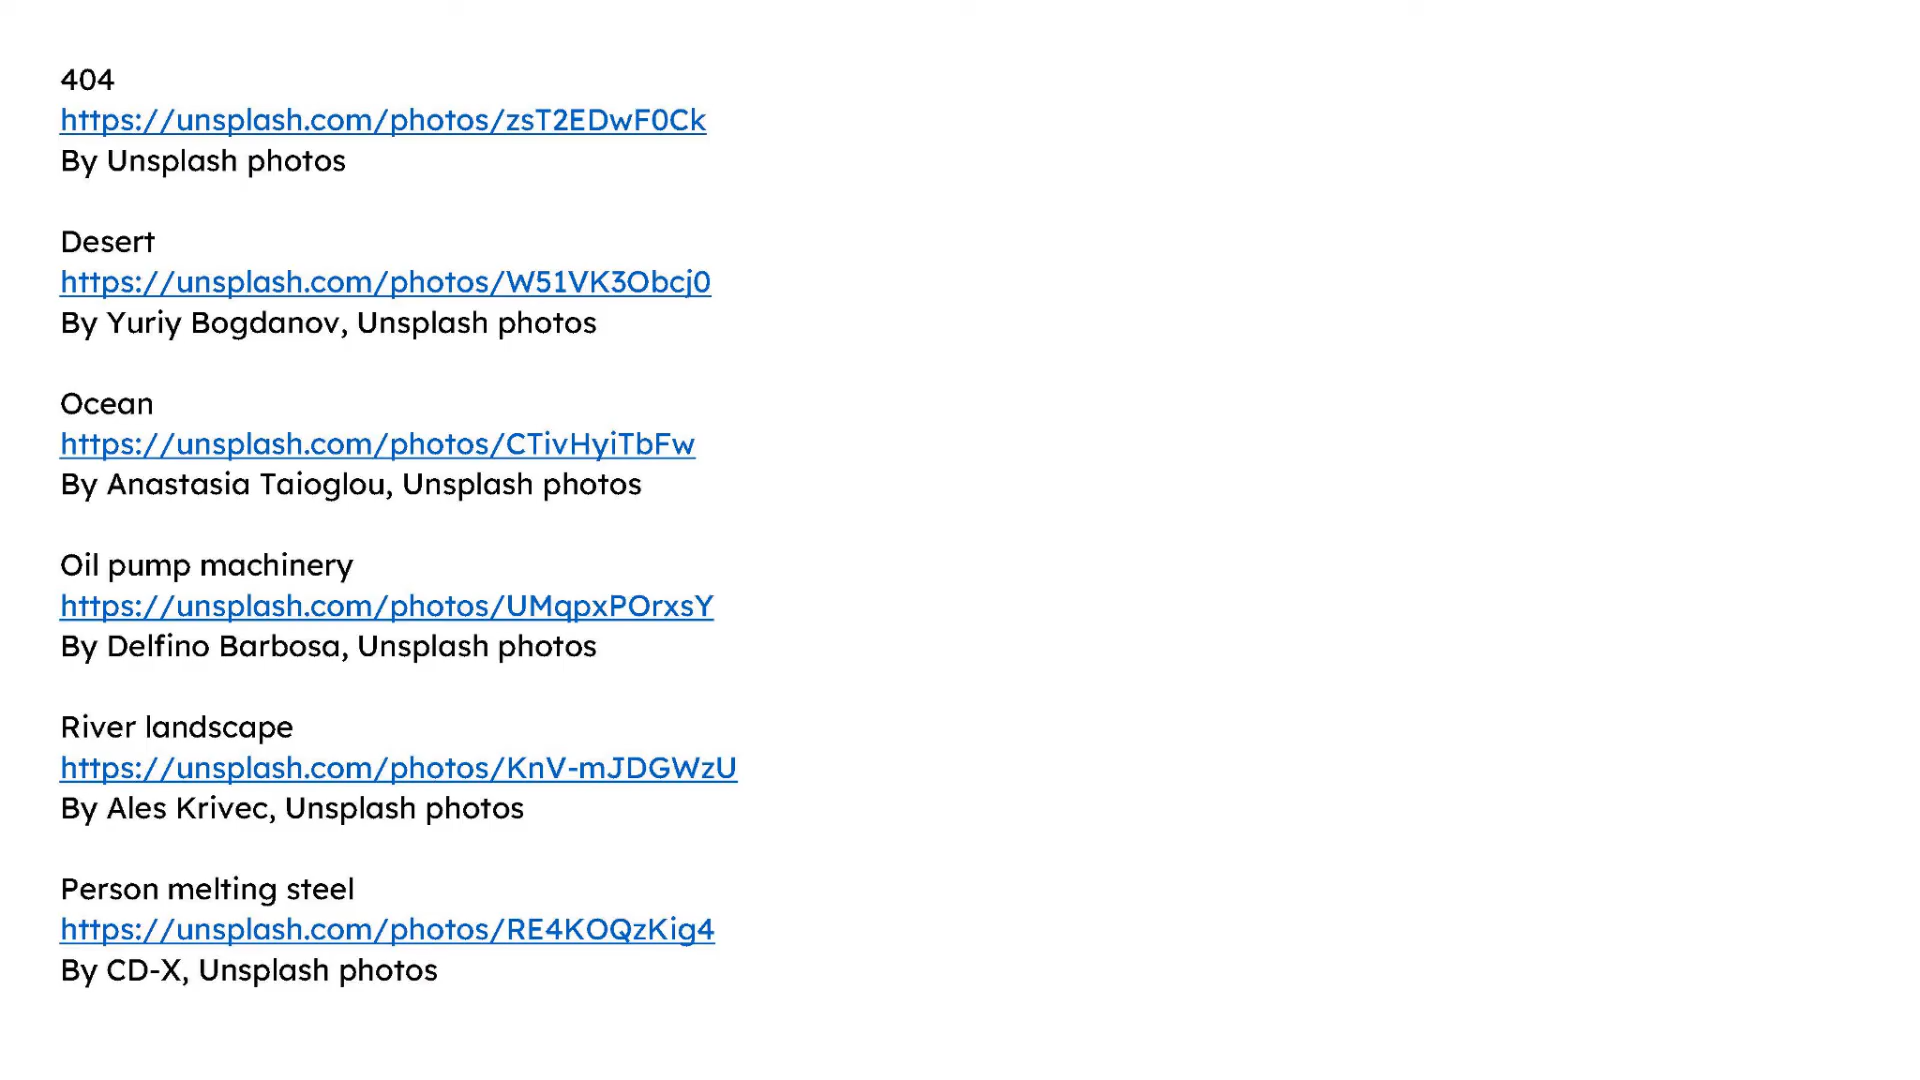 404
https://unsplash.com/photos/zsT2EDwF0Ck
By Unsplash photos
Desert
https://unsplash.com/photos/W51VK3Obcj0
By Yuriy Bogdanov, Unsplash photos
Ocean
https://unsplash.com/photos/CTivHyiTbFw
By Anastasia Taioglou, Unsplash photos
Oil pump machinery
https://unsplash.com/photos/UMqpxPOrxsY
By Delfino Barbosa, Unsplash photos
River landscape
https://unsplash.com/photos/KnV-mJDGWzU
By Ales Krivec, Unsplash photos
Person melting steel
https://unsplash.com/photos/RE4KOQzKig4
By CD-X, Unsplash photos